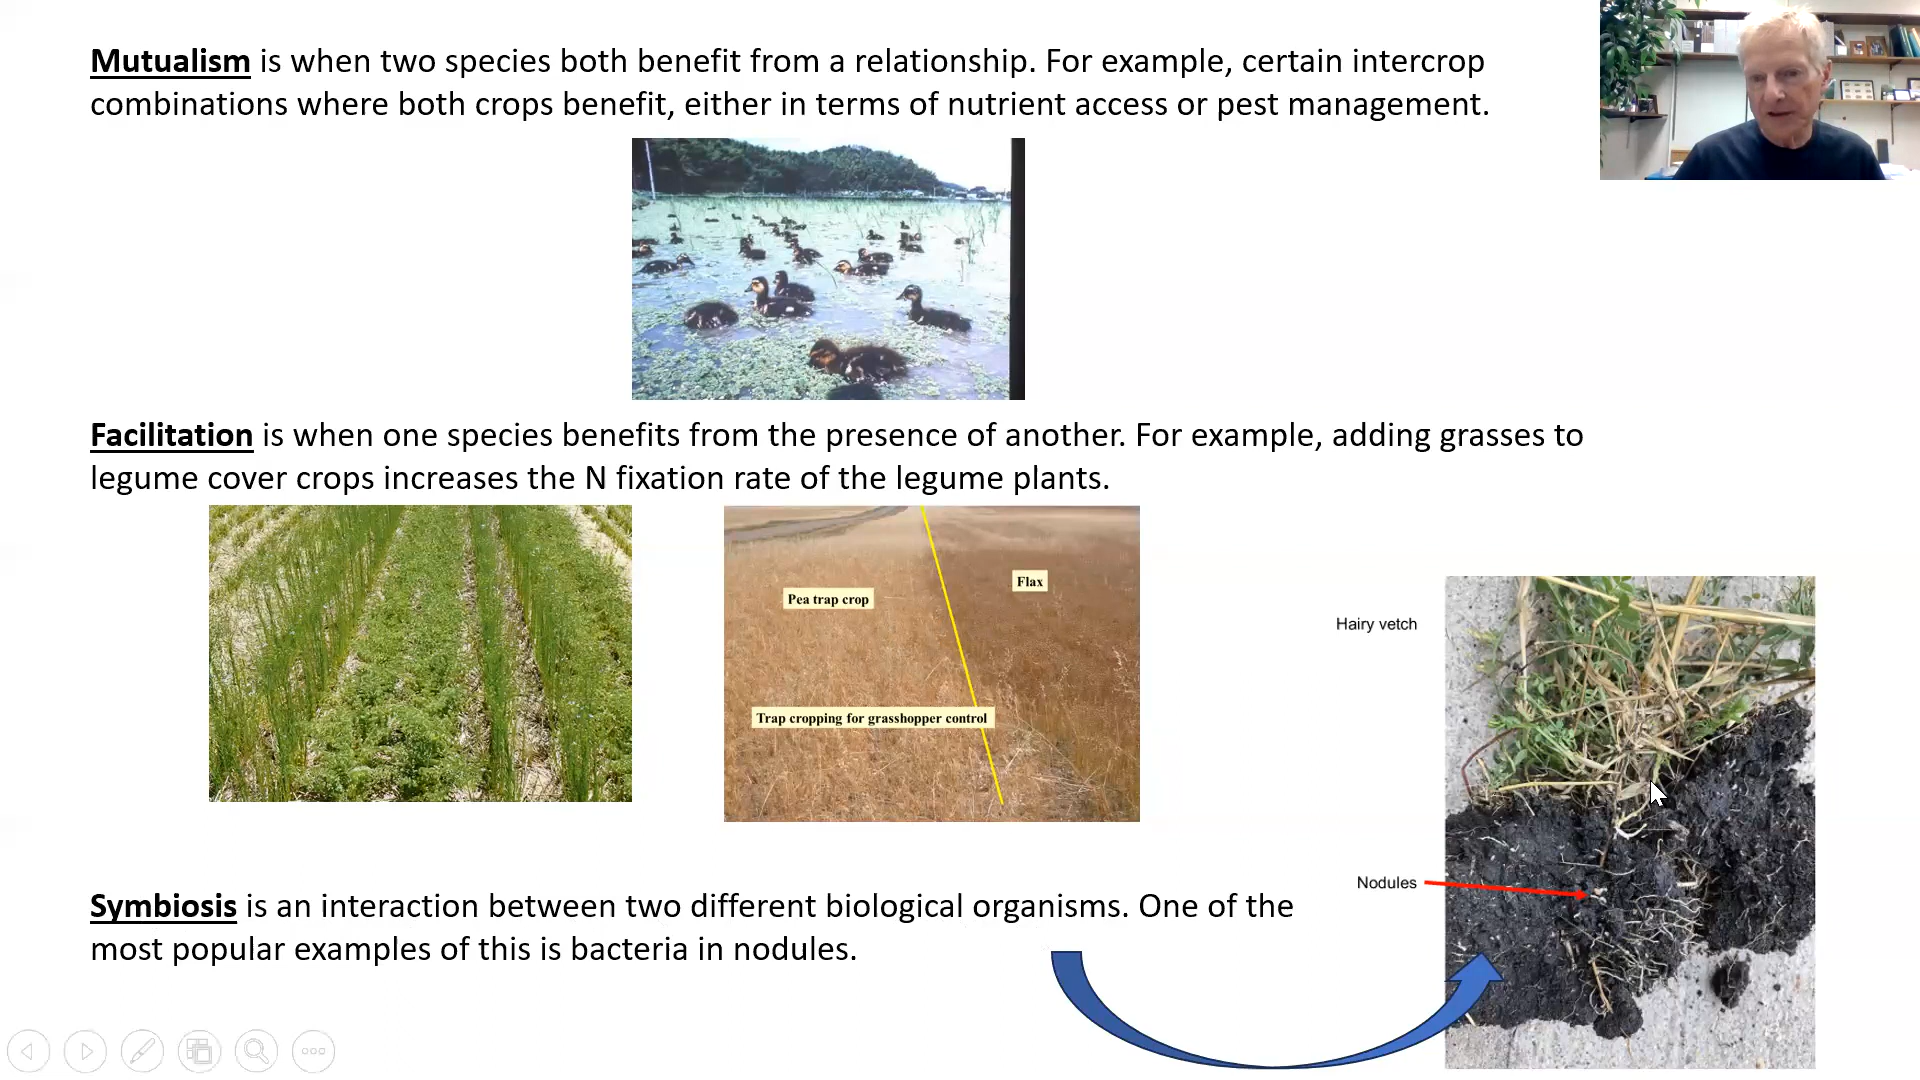 Mutualism is when two species both benefit from a relationship. For example, certain intercrop
combinations where both crops benefit, either in terms of nutrient access or pest management.
Facilitation is when one species benefits from the presence of another. For example, adding grasses to
legume cover crops increases the N fixation rate of the legume plants.
Pea trap crop
Flax
Trap cropping for grasshopper control
Hairy vetch
Nodules
Symbiosis is an interaction between two different biological organisms. One of the
most popular examples of this is bacteria in nodules.